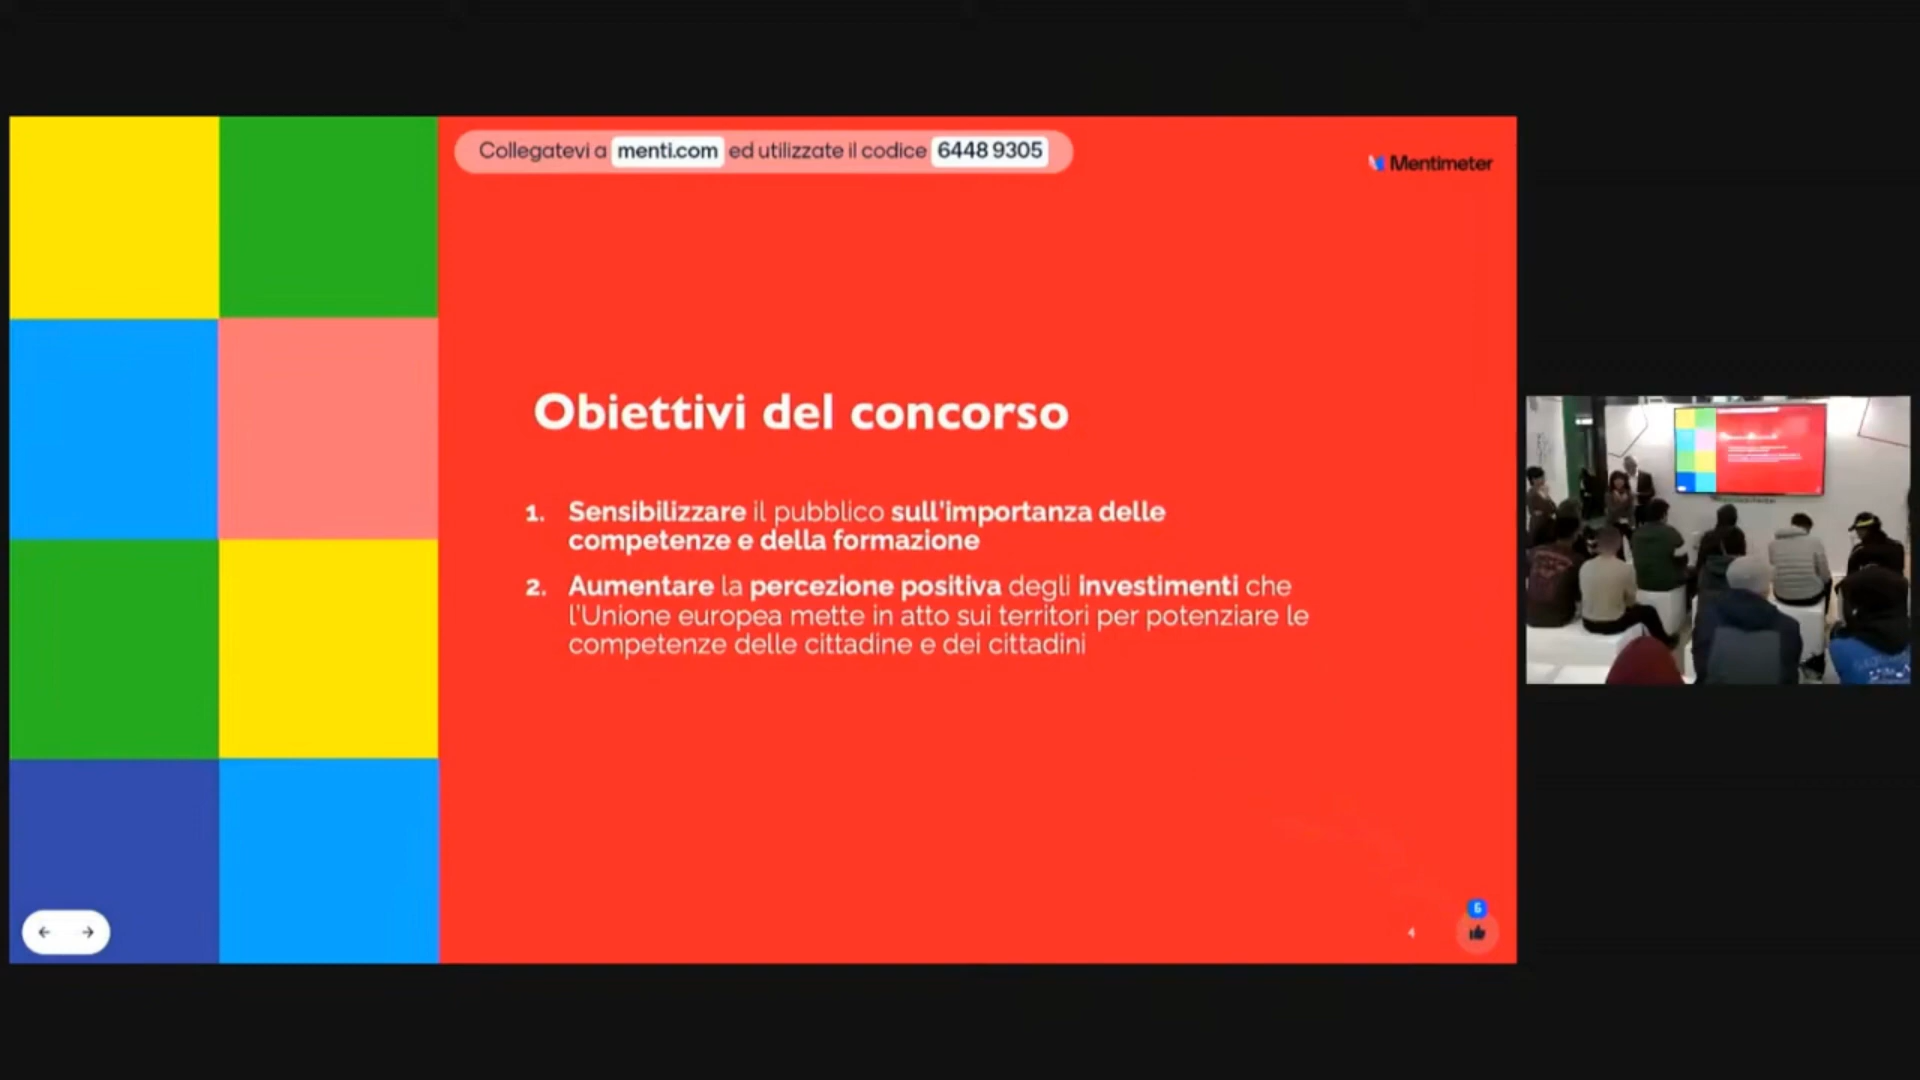 Collegatevi a menti.com ed utilizzate il codice 6448 9305
Mentimeter
Obiettivi del concorso
1. Sensibilizzare il pubblico sull'importanza delle
competenze e della formazione
2. Aumentare la percezione positiva degli investimenti che
l'Unione europea mette in atto sui territori per potenziare le
competenze delle cittadine e dei cittadini
4
6